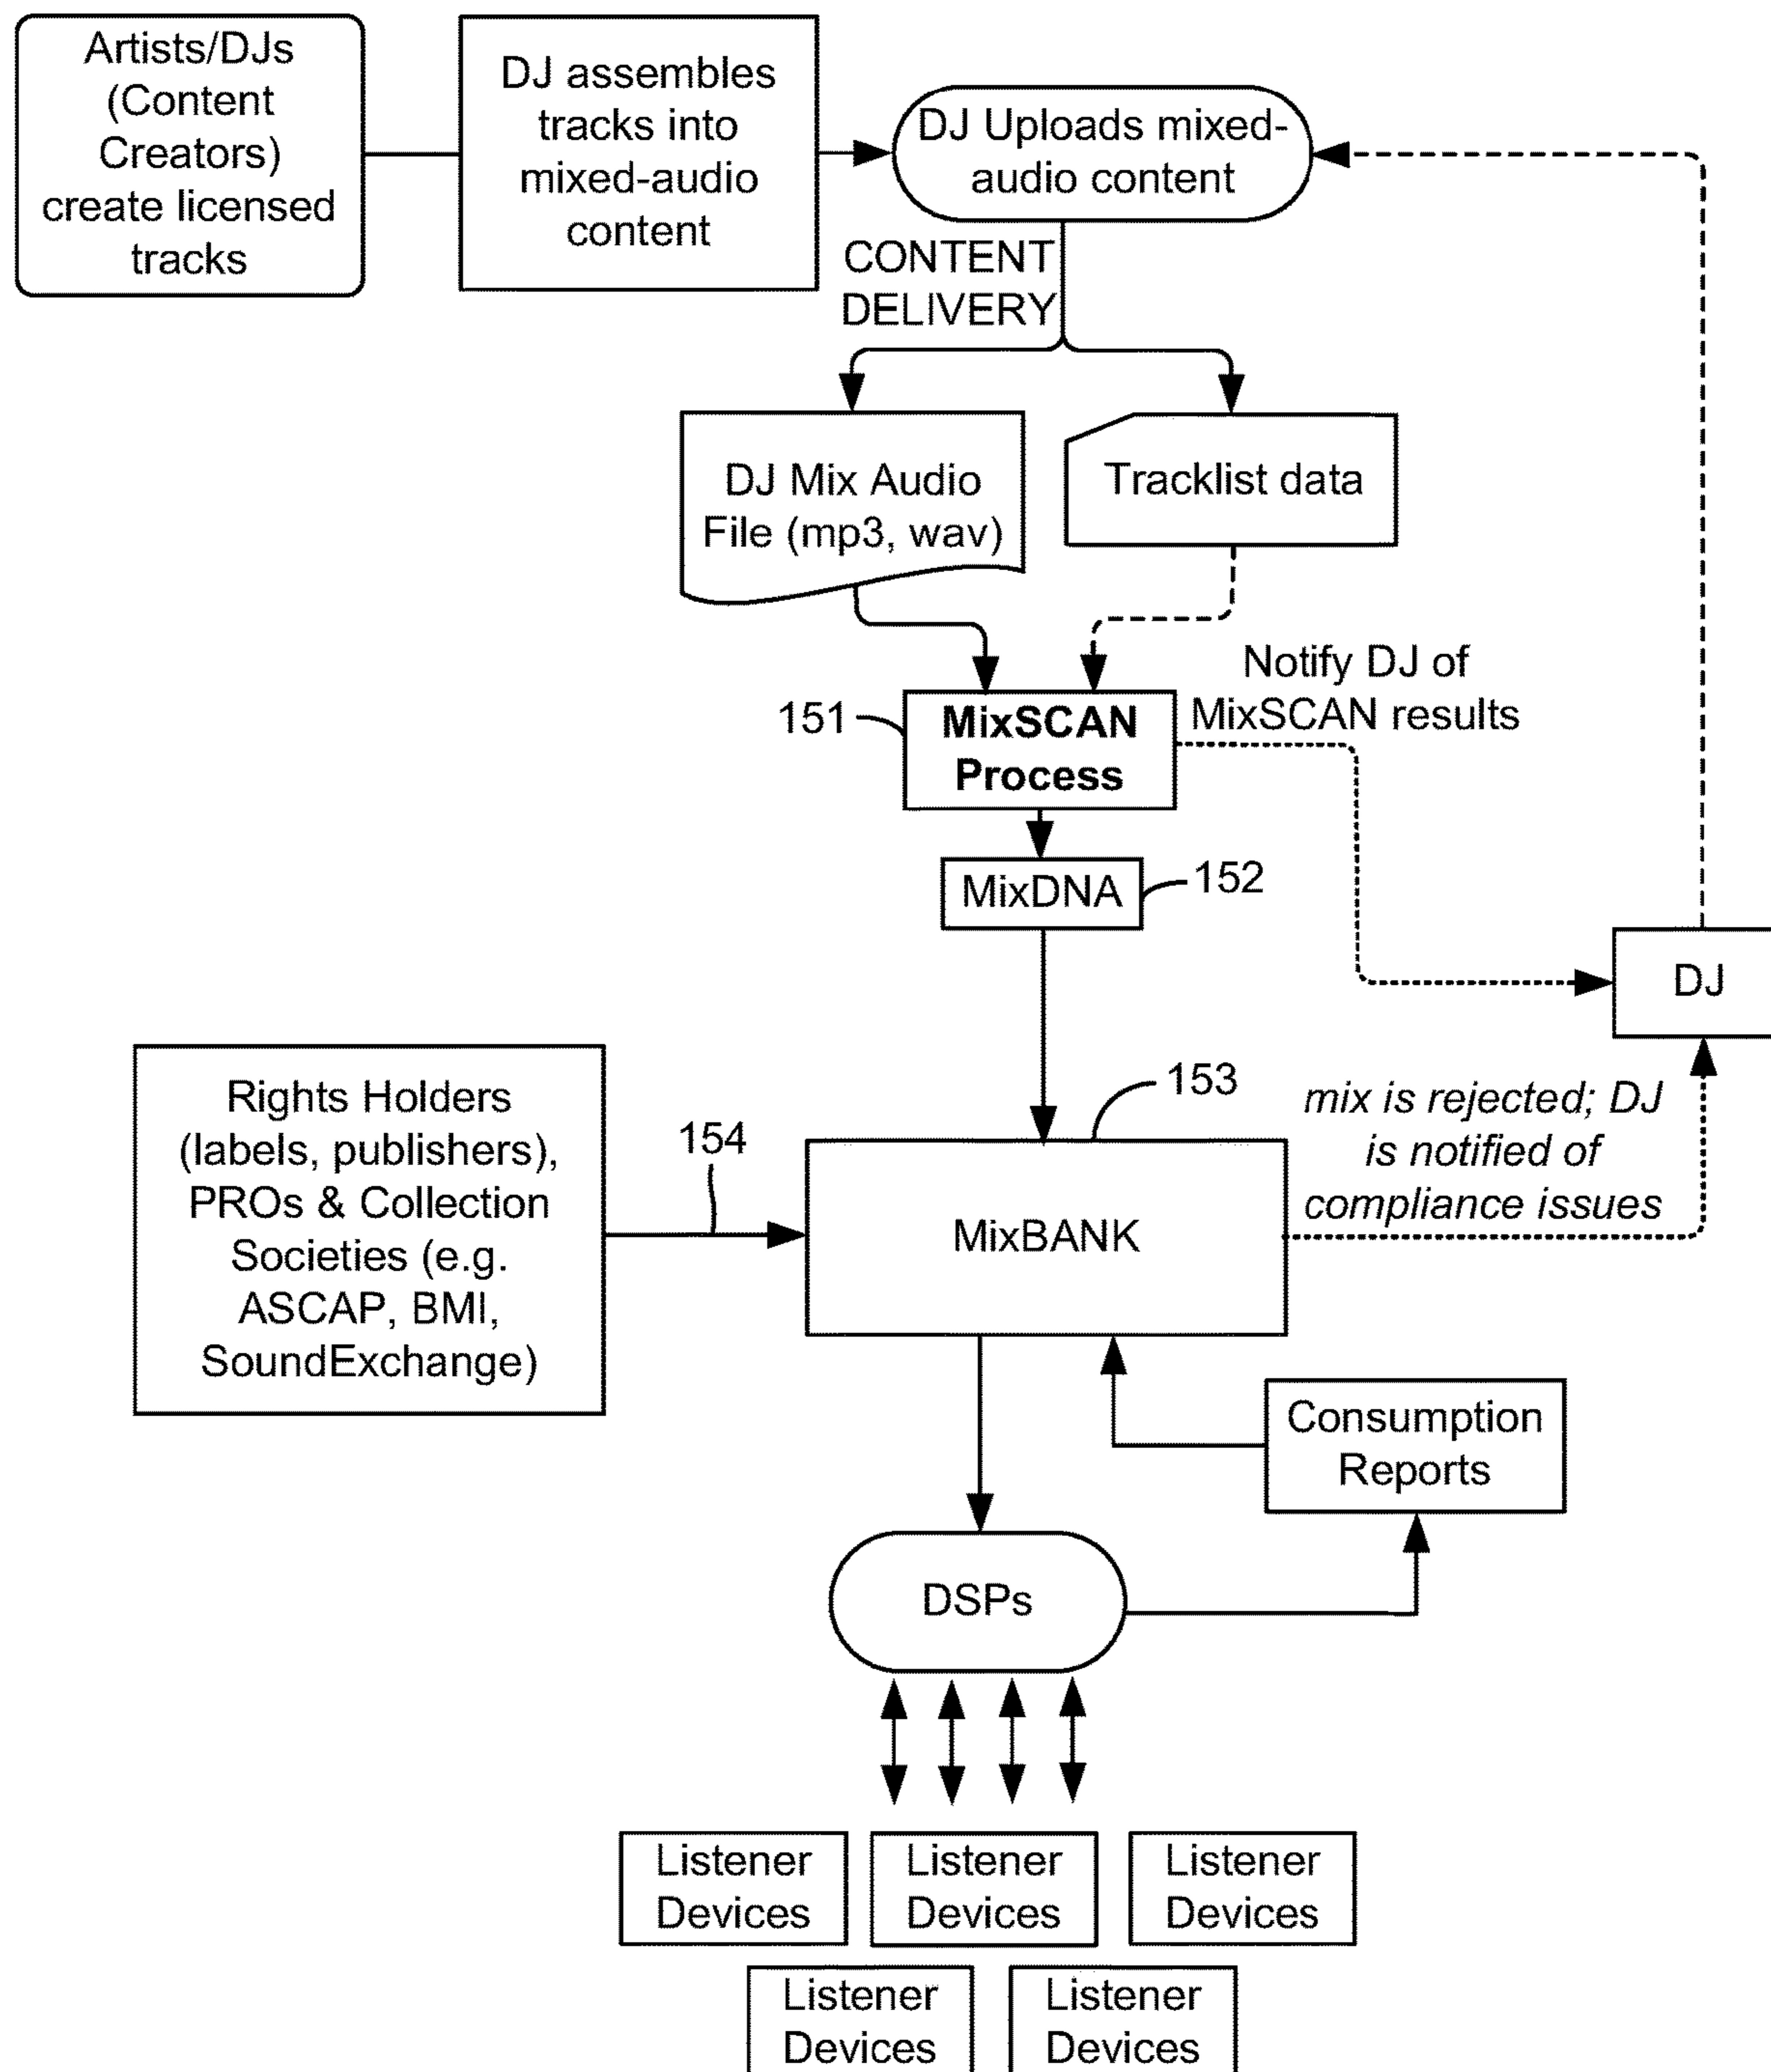 Artists/DJs
(Content
Creators)
create licensed
tracks
DJ assembles
tracks into
mixed-audio
content
DJ Uploads mixed-
audio content
CONTENT
DELIVERY
DJ Mix Audio
File (mp3, wav)
Tracklist data
151
MixSCAN
Process
Notify DJ of
MixSCAN results
MixDNA
152
DJ
Rights Holders
(labels, publishers),
PROs & Collection
Societies (e.g.
ASCAP, BMI,
SoundExchange)
154
153
MixBANK
mix is rejected; DJ
is notified of
compliance issues
Consumption
Reports
DSPs
Listener
Devices
Listener
Devices
Listener
Devices
Listener
Devices
Listener
Devices